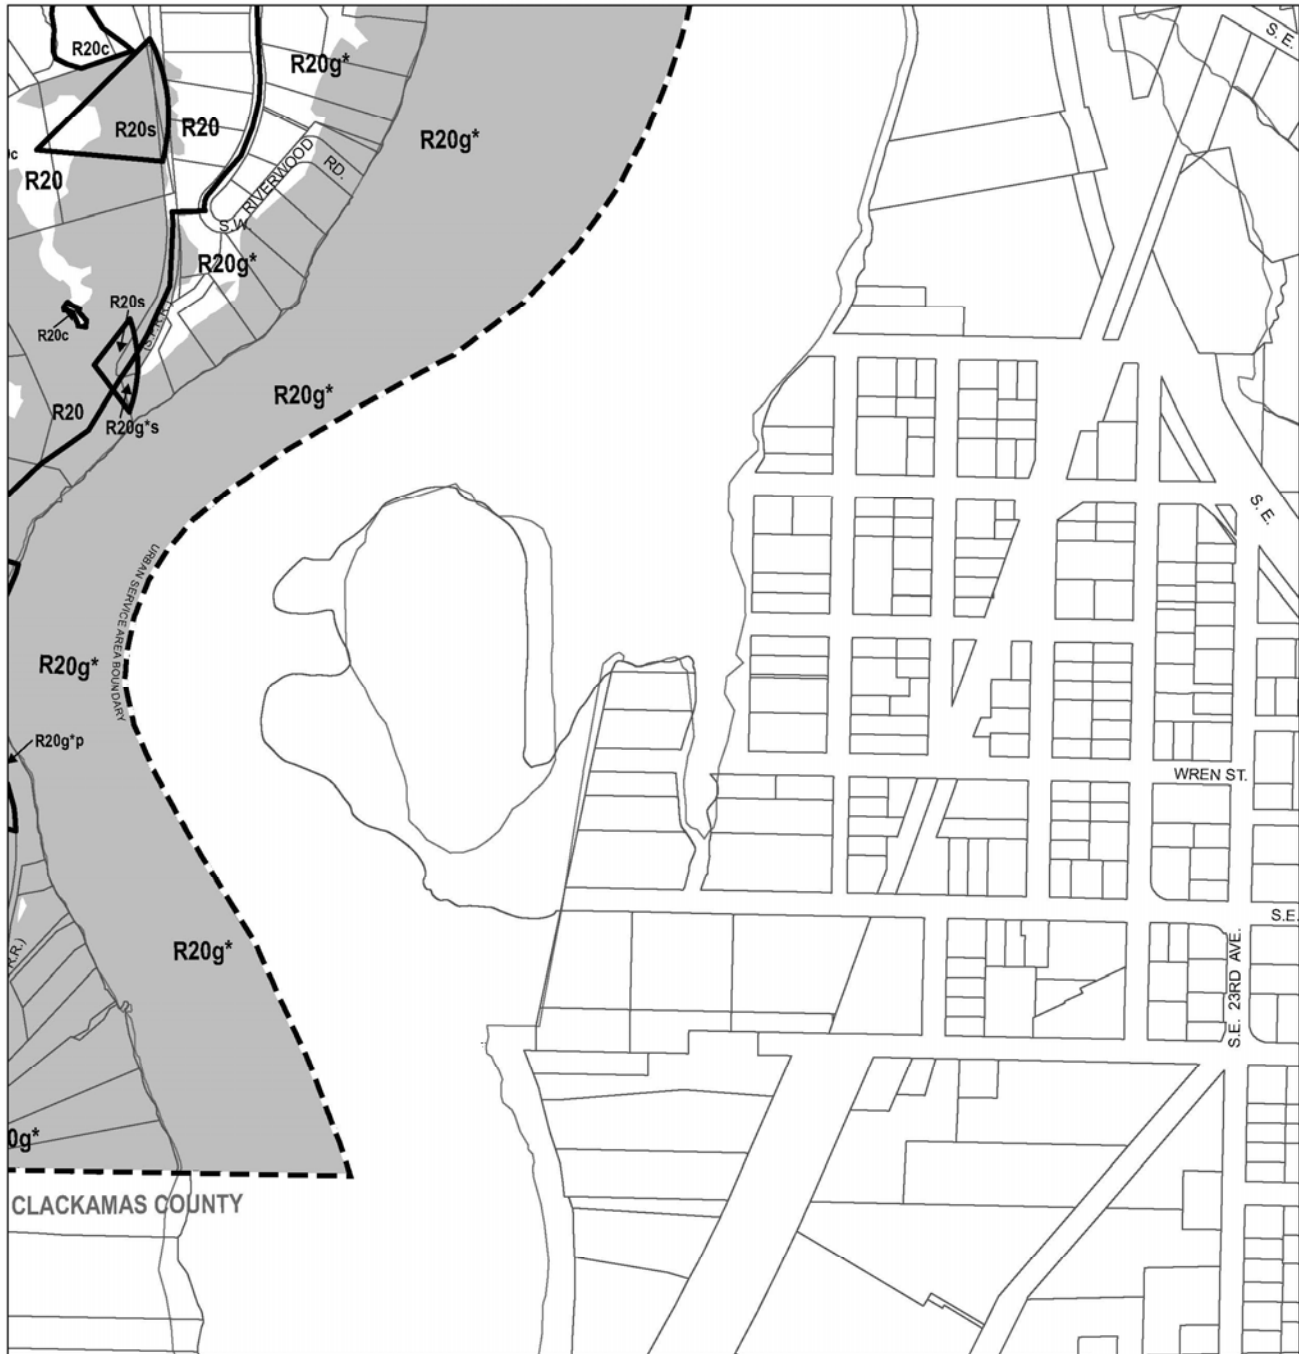 S. E.
R20c
R20g*
R20s
R20
R20g*
R20
RIVERWOOD
RD.
S.W.
R20g*
R20s
R20c
R20g*
R20
R20g*s
S. E.
URBAN SERVICE AREA BOUNDARY
R20g*
R20g*p
WREN ST.
S.E.
R20g*
S.E. 23RD AVE.
0g*
CLACKAMAS COUNTY